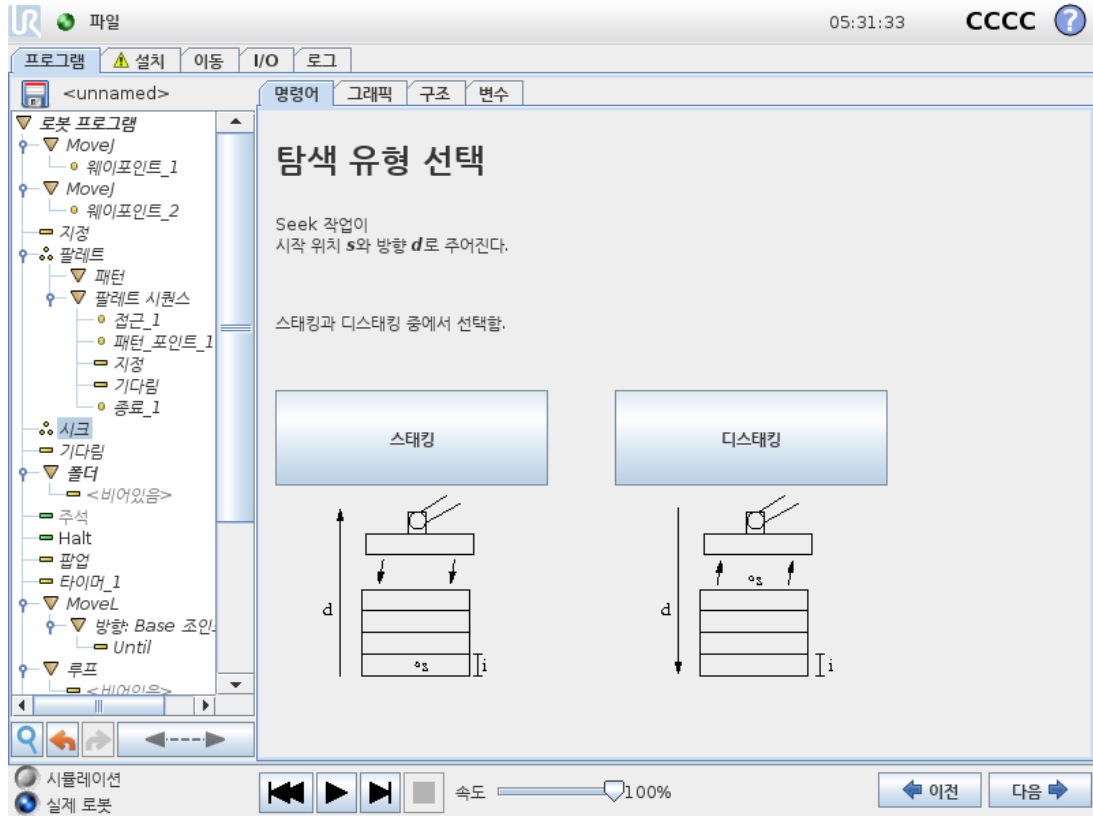 UR 파일 05:31:33 CCCC ?
프로그램 설치 이동 I/O 로그
<unnamed>
명령어 그래픽 구조 변수
로봇 프로그램
MoveJ
웨이포인트_1
MoveJ
웨이포인트_2
지정
팔레트
패턴
팔레트 시퀀스
접근_1
패턴_포인트_1
지정
기다림
종료_1
시크
기다림
폴더
<비어있음>
주석
Halt
팝업
타이머_1
MoveL
방향: Base 조인
Until
루프
<비어있음>
탐색 유형 선택
Seek 작업이
시작 위치 s와 방향 d로 주어진다.
스태킹과 디스태킹 중에서 선택함.
스태킹 디스태킹
d s i
d s i
시뮬레이션
실제 로봇
속도 100%
이전 다음